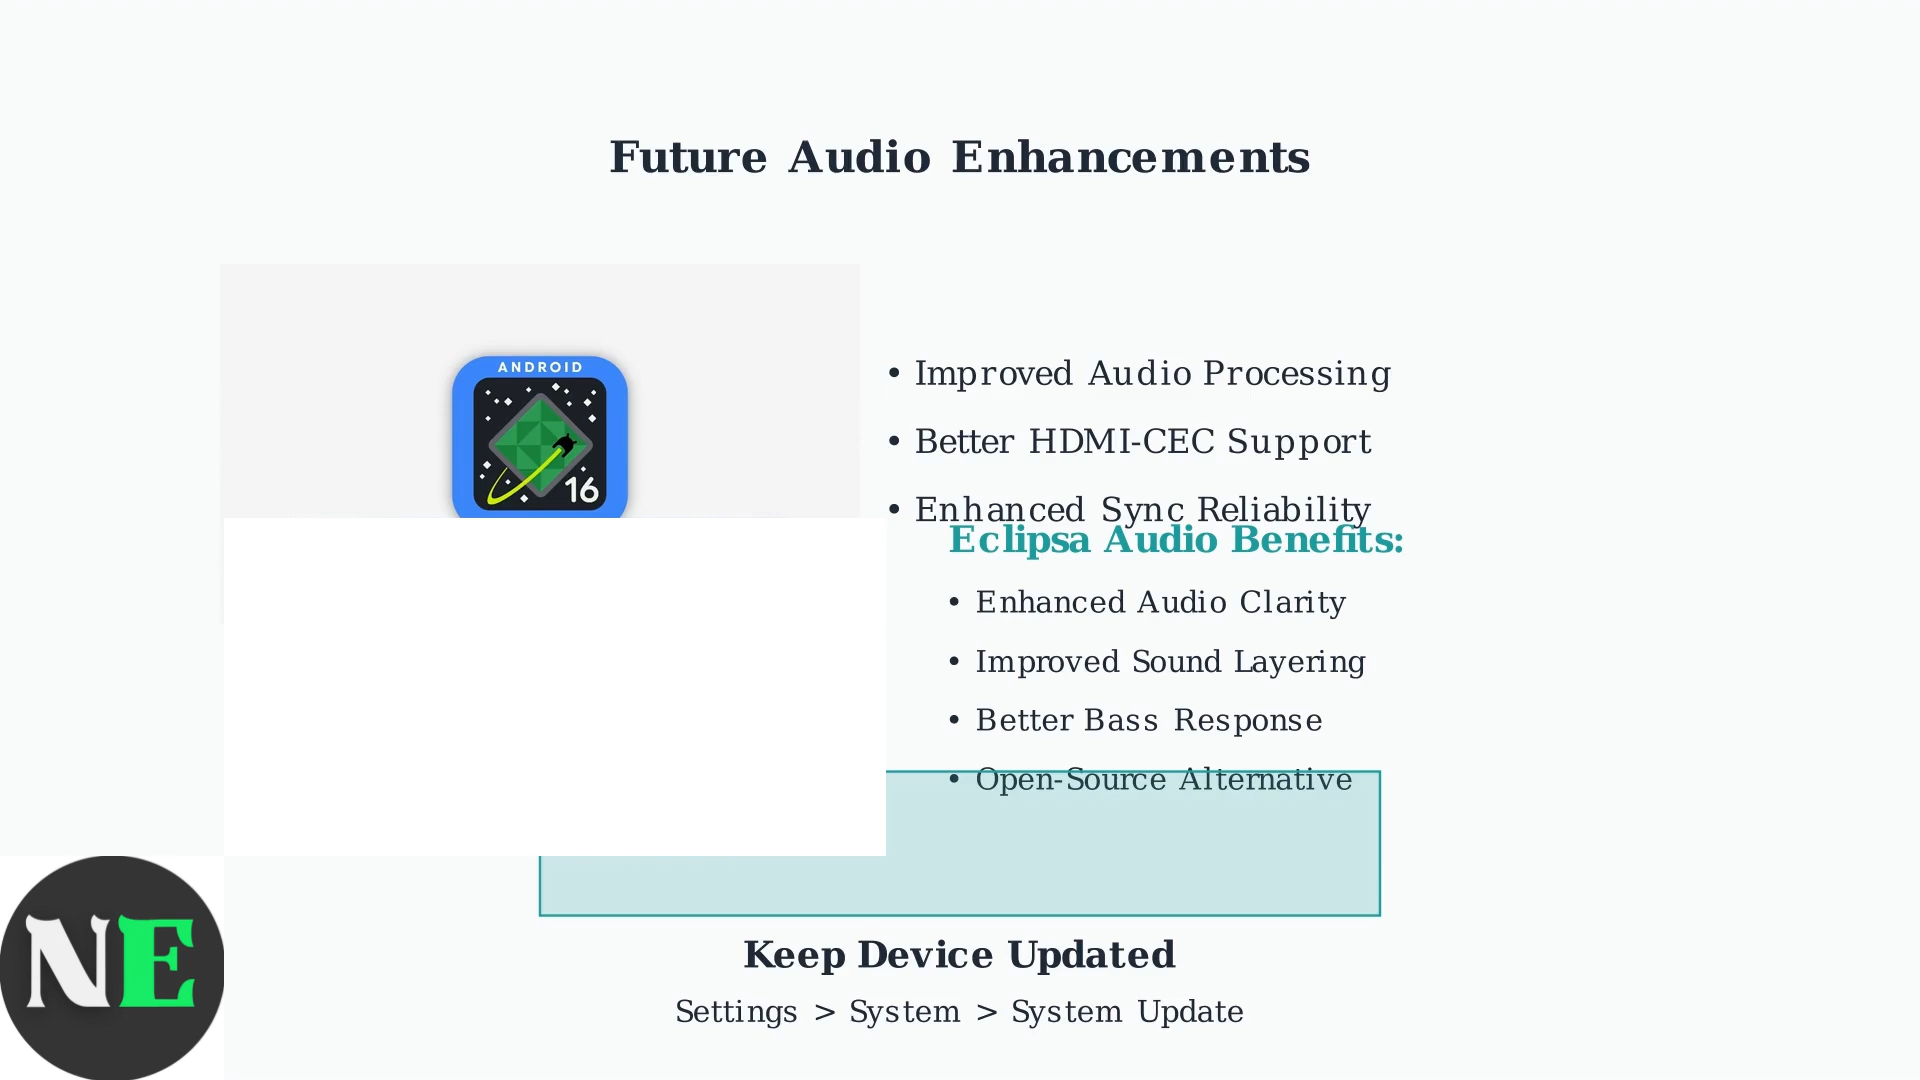 Future Audio Enhancements
ANDROID
16
• Improved Audio Processing
• Better HDMI-CEC Support
• Enhanced Sync Reliability
Eclipsa Audio Benefits:
• Enhanced Audio Clarity
• Improved Sound Layering
• Better Bass Response
• Open-Source Alternative
NE
Keep Device Updated
Settings > System > System Update